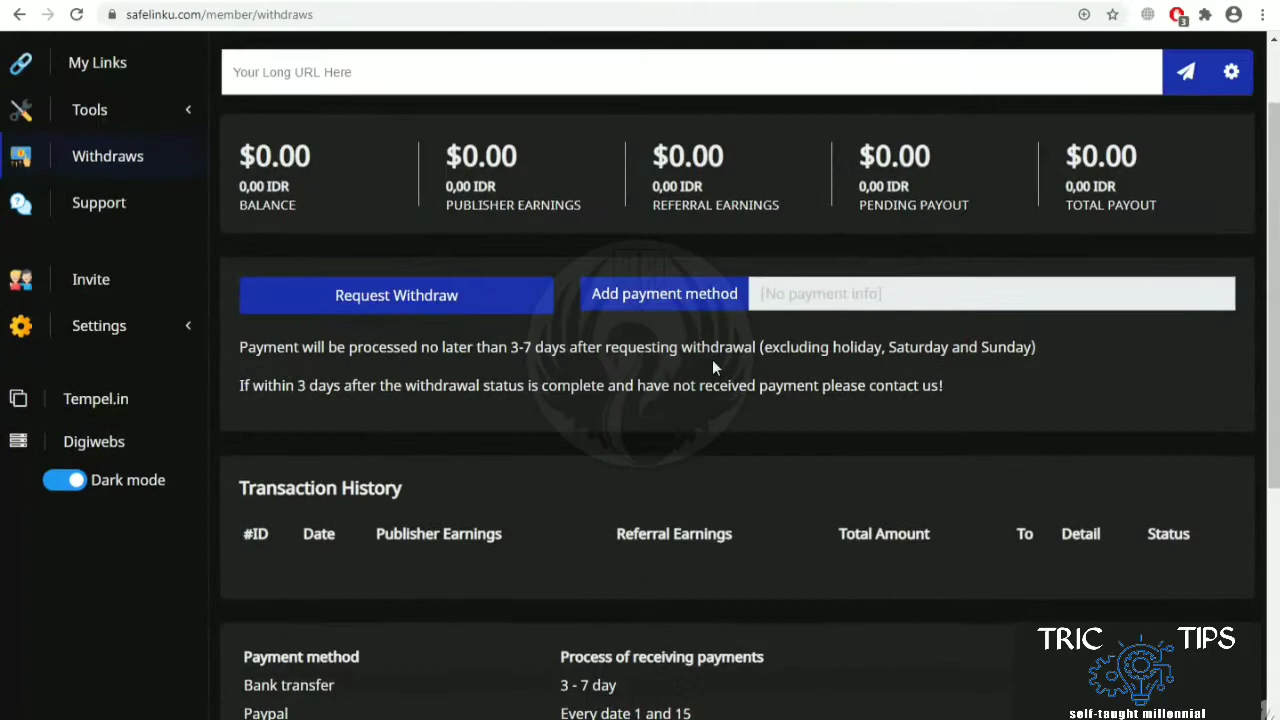 safelinku.com/member/withdraws
3
My Links
Tools
Withdraws
Support
Invite
Settings
Tempel.in
Digiwebs
Dark mode
Your Long URL Here
$0.00 $0.00 $0.00 $0.00 $0.00
0,00 IDR 0,00 IDR 0,00 IDR 0,00 IDR 0,00 IDR
BALANCE PUBLISHER EARNINGS REFERRAL EARNINGS PENDING PAYOUT TOTAL PAYOUT
Request Withdraw Add payment method [No payment info]
Payment will be processed no later than 3-7 days after requesting withdrawal (excluding holiday, Saturday and Sunday)
If within 3 days after the withdrawal status is complete and have not received payment please contact us!
Transaction History
#ID Date Publisher Earnings Referral Earnings Total Amount To Detail Status
Payment method Process of receiving payments
Bank transfer 3 - 7 day
Paypal Every date 1 and 15
TRIC TIPS
self-taught millennial